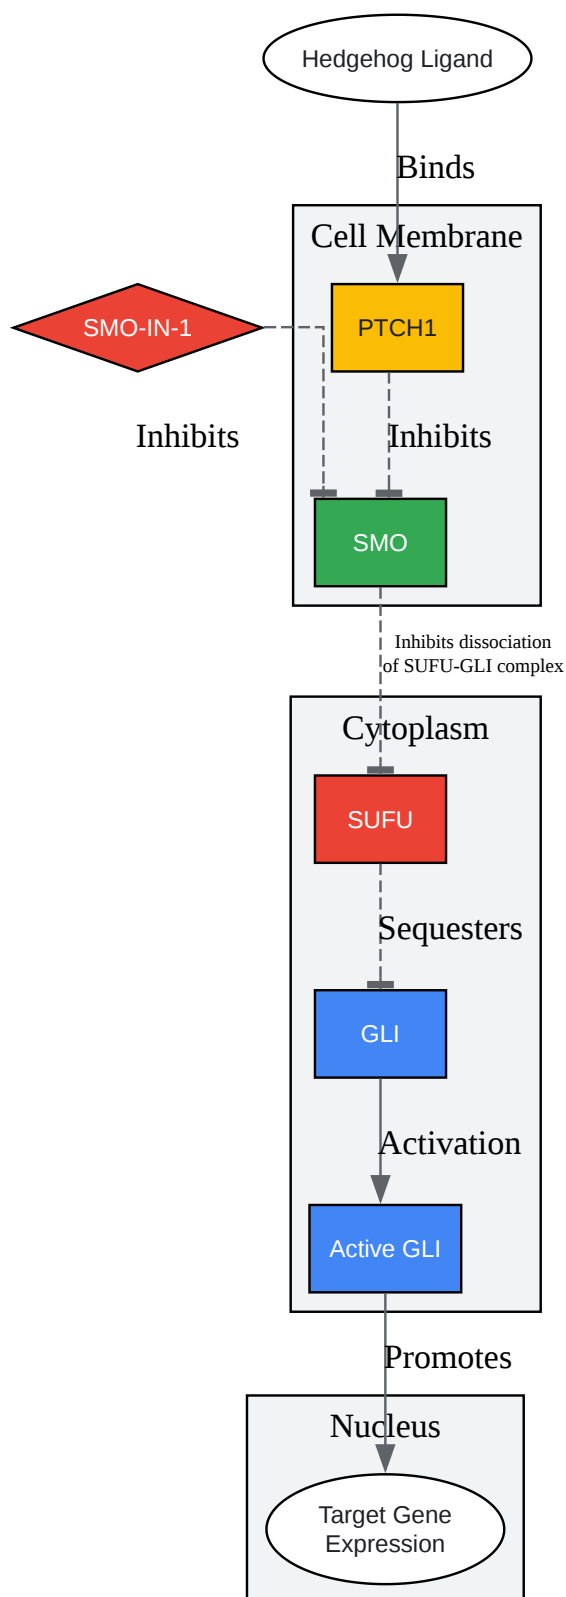 Hedgehog Ligand
Binds
Cell Membrane
SMO-IN-1
PTCH1
Inhibits
Inhibits
SMO
Inhibits dissociation
of SUFU-GLI complex
Cytoplasm
SUFU
Sequesters
GLI
Activation
Active GLI
Promotes
Nucleus
Target Gene
Expression